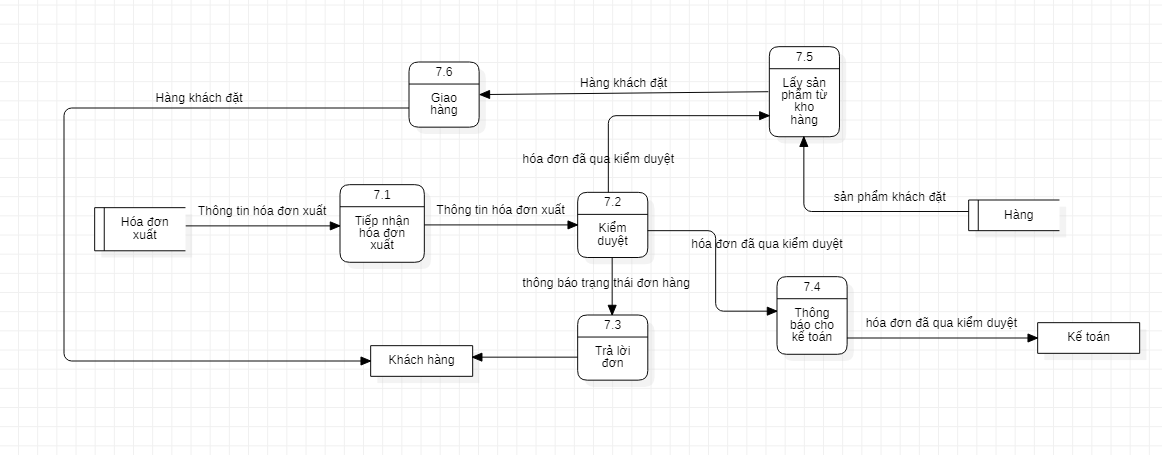 7.5
Lấy sản
phẩm từ
kho
hàng
7.6
Giao
hàng
Hàng khách đặt
Hàng khách đặt
hóa đơn đã qua kiểm duyệt
sản phẩm khách đặt
7.1
Tiếp nhận
hóa đơn
xuất
7.2
Kiểm
duyệt
Hóa đơn
xuất
Thông tin hóa đơn xuất
Thông tin hóa đơn xuất
Hàng
hóa đơn đã qua kiểm duyệt
thông báo trạng thái đơn hàng
7.4
Thông
báo cho
kế toán
hóa đơn đã qua kiểm duyệt
Kế toán
7.3
Trả lời
đơn
Khách hàng